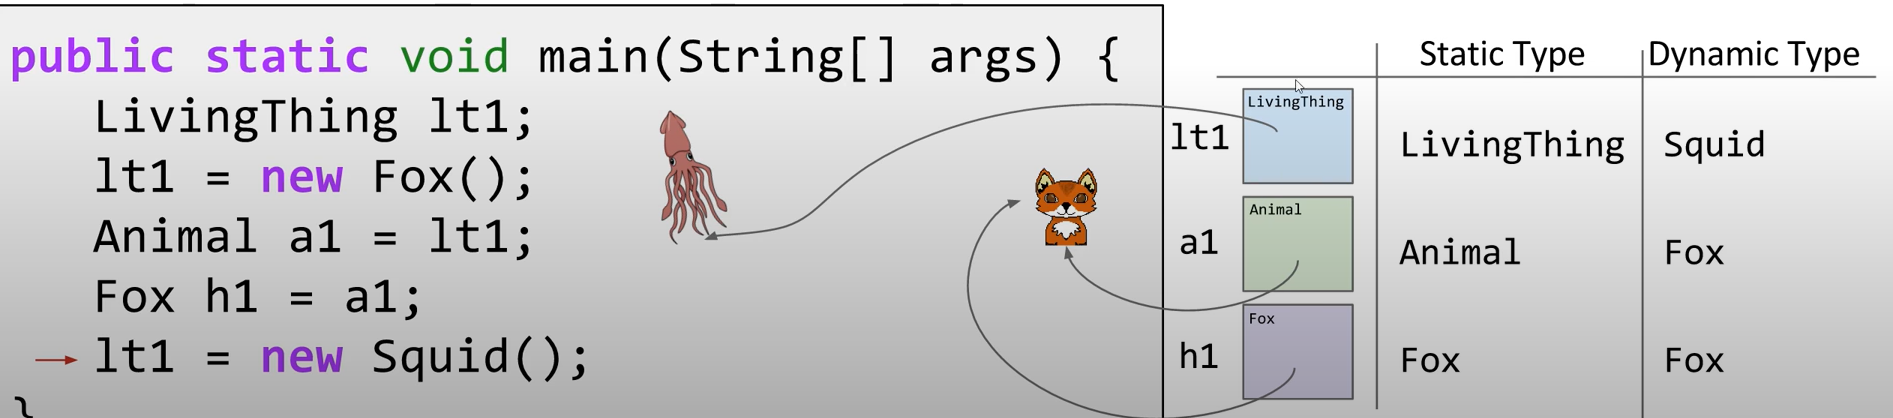 public static void main(String[] args) {
LivingThing lt1;
lt1 = new Fox();
Animal a1 = lt1;
Fox h1 = a1;
lt1 = new Squid();
}
Static Type Dynamic Type
LivingThing
lt1 LivingThing Squid
Animal
a1 Animal Fox
Fox
h1 Fox Fox